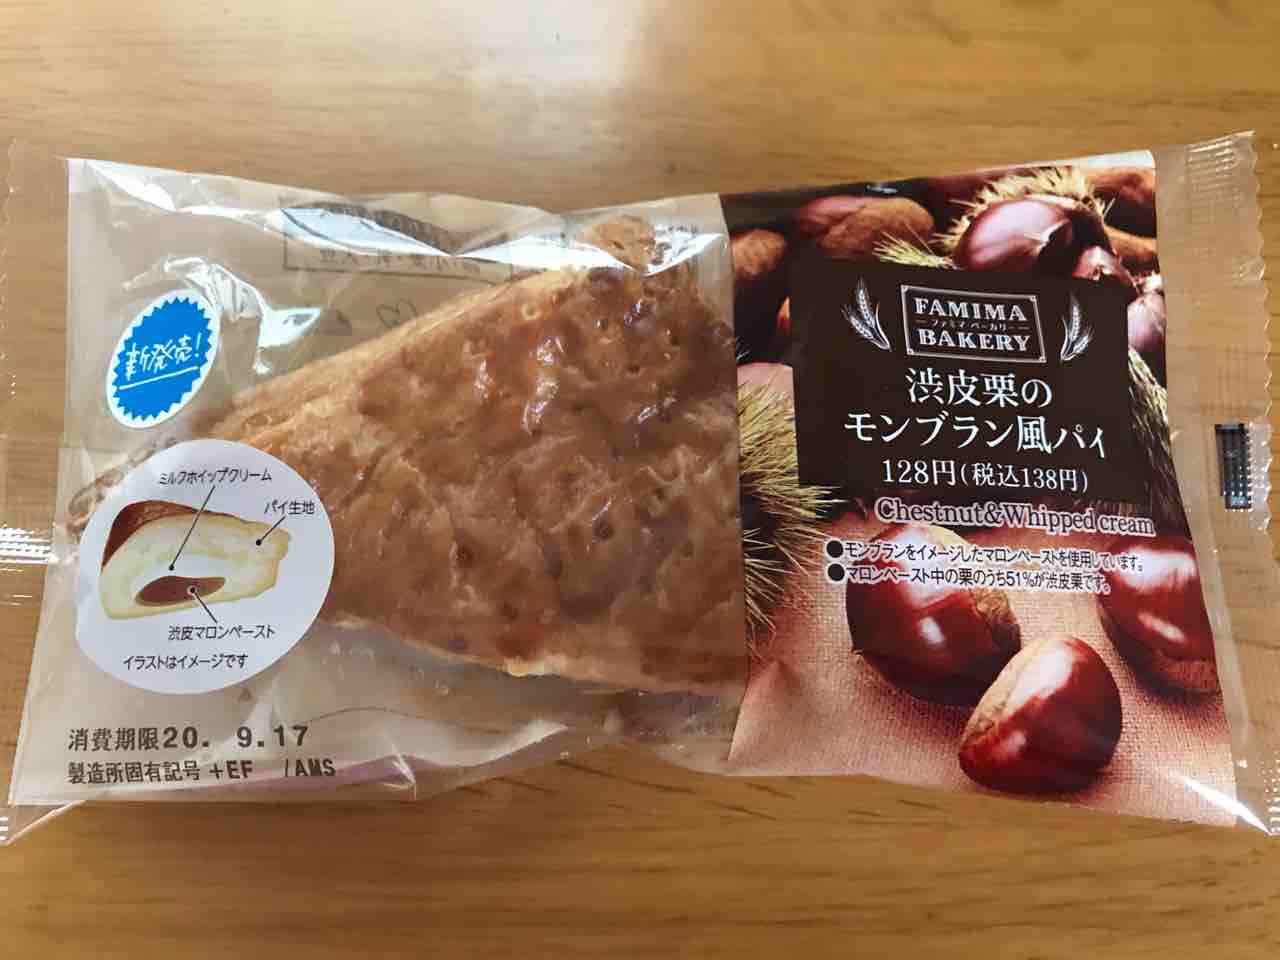 新発売!
ミルクホイップクリーム
パイ生地
渋皮マロンペースト
イラストはイメージです
消費期限20. 9.17
製造所固有記号 +EF /AMS
FAMIMA
ファミマ・ベーカリー
BAKERY
渋皮栗の
モンブラン風パイ
128円(税込138円)
Chestnut&Whipped cream
●モンブランをイメージしたマロンペーストを使用しています。
●マロンペースト中の栗のうち51%が渋皮栗です。